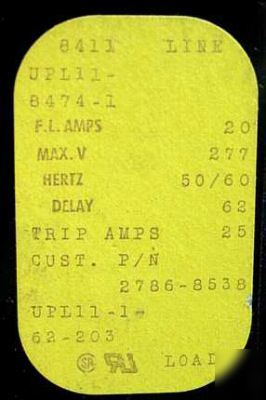 8411 LINE
UPL11-
8474-1
F.L. AMPS 20
MAX. V 277
HERTZ 50/60
DELAY 62
TRIP AMPS 25
CUST. P/N
2786-8538
UPL11-1-
62-203
LOAD